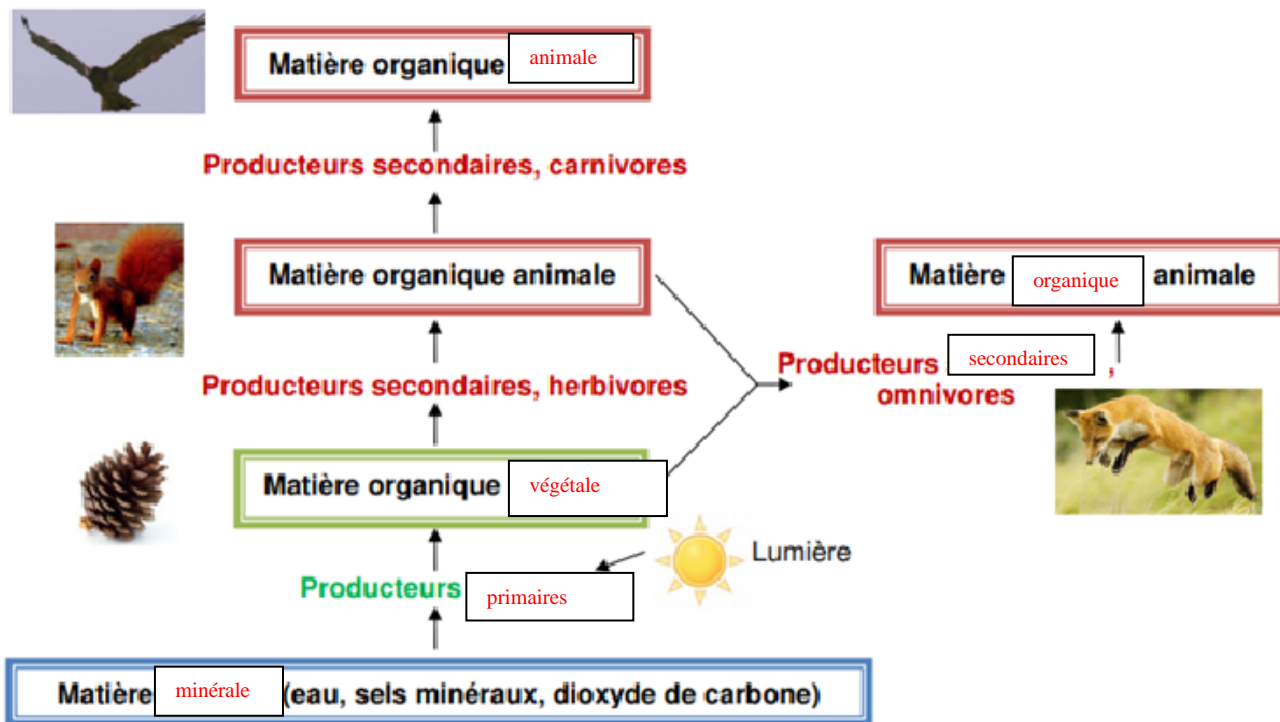 Matière organique animale
Producteurs secondaires, carnivores
Matière organique animale
Matière organique animale
Producteurs secondaires,
omnivores
Producteurs secondaires, herbivores
Matière organique végétale
Lumière
Producteurs primaires
Matière minérale (eau, sels minéraux, dioxyde de carbone)